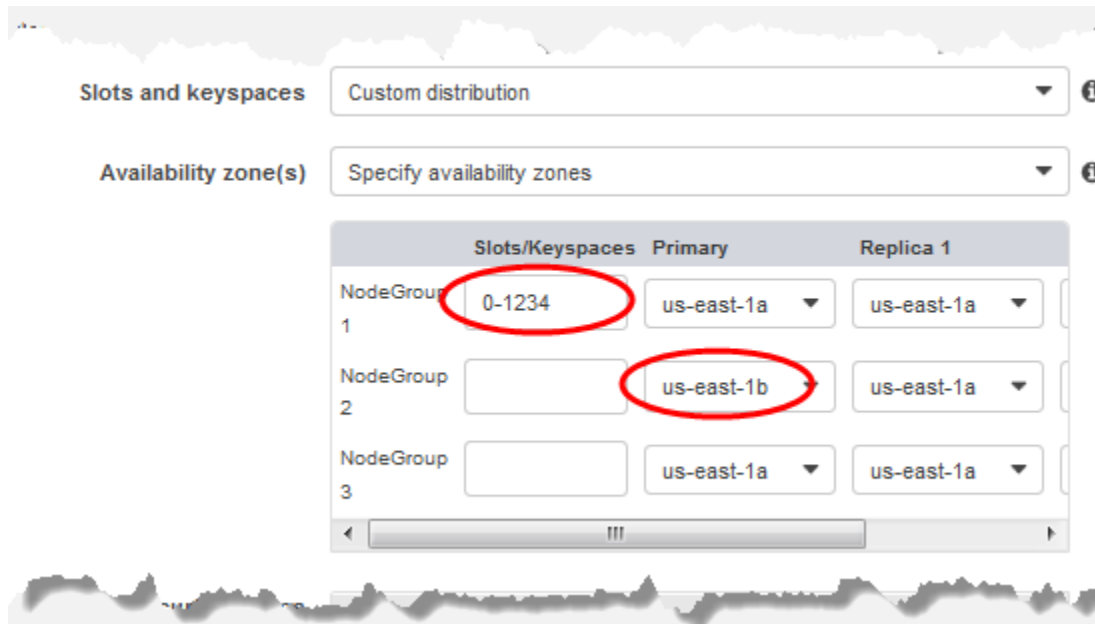 Slots and keyspaces Custom distribution
Availability zone(s) Specify availability zones
Slots/Keyspaces Primary Replica 1
NodeGroup 1 0-1234 us-east-1a us-east-1a
NodeGroup 2 us-east-1b us-east-1a
NodeGroup 3 us-east-1a us-east-1a